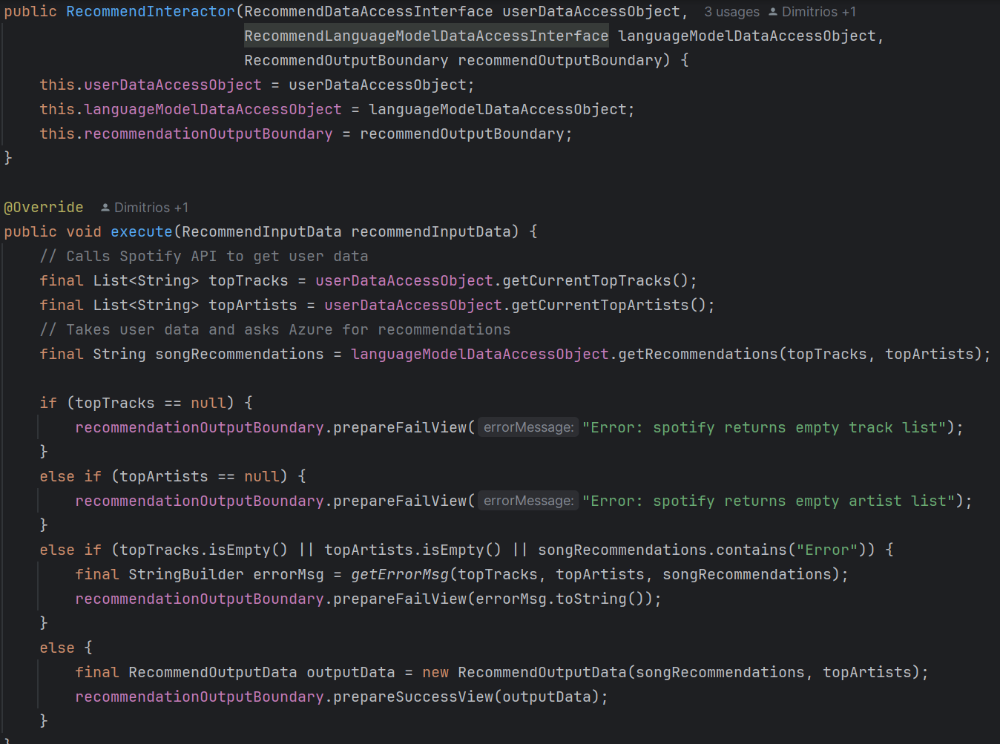 public RecommendInteractor(RecommendDataAccessInterface userDataAccessObject, 3 usages Dimitrios +1
RecommendLanguageModelDataAccessInterface languageModelDataAccessObject,
RecommendOutputBoundary recommendOutputBoundary) {
this.userDataAccessObject = userDataAccessObject;
this.languageModelDataAccessObject = languageModelDataAccessObject;
this.recommendationOutputBoundary = recommendOutputBoundary;
}
@Override Dimitrios +1
public void execute(RecommendInputData recommendInputData) {
// Calls Spotify API to get user data
final List<String> topTracks = userDataAccessObject.getCurrentTopTracks();
final List<String> topArtists = userDataAccessObject.getCurrentTopArtists();
// Takes user data and asks Azure for recommendations
final String songRecommendations = languageModelDataAccessObject.getRecommendations(topTracks, topArtists);
if (topTracks == null) {
recommendationOutputBoundary.prepareFailView( errorMessage: "Error: spotify returns empty track list");
}
else if (topArtists == null) {
recommendationOutputBoundary.prepareFailView( errorMessage: "Error: spotify returns empty artist list");
}
else if (topTracks.isEmpty() || topArtists.isEmpty() || songRecommendations.contains("Error")) {
final StringBuilder errorMsg = getErrorMsg(topTracks, topArtists, songRecommendations);
recommendationOutputBoundary.prepareFailView(errorMsg.toString());
}
else {
final RecommendOutputData outputData = new RecommendOutputData(songRecommendations, topArtists);
recommendationOutputBoundary.prepareSuccessView(outputData);
}
}